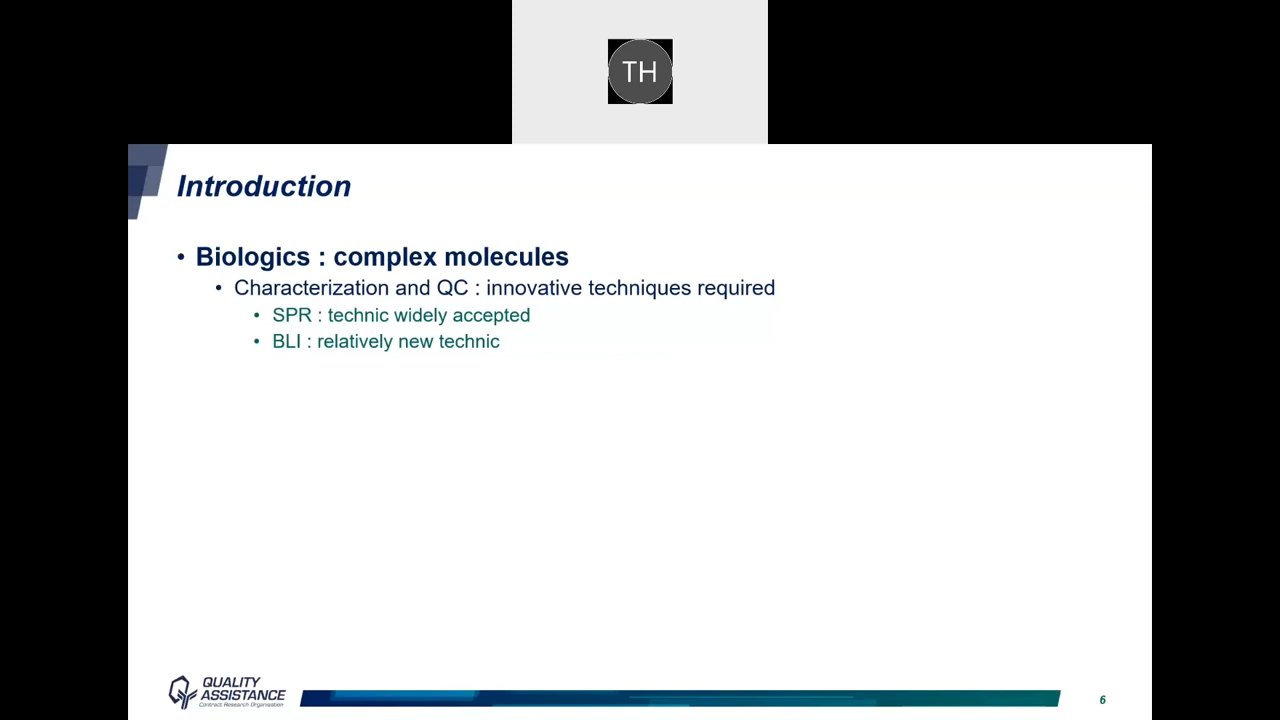 TH
Introduction
• Biologics : complex molecules
• Characterization and QC : innovative techniques required
• SPR : technic widely accepted
• BLI : relatively new technic
QUALITY
ASSISTANCE
Contract Research Organisation
6